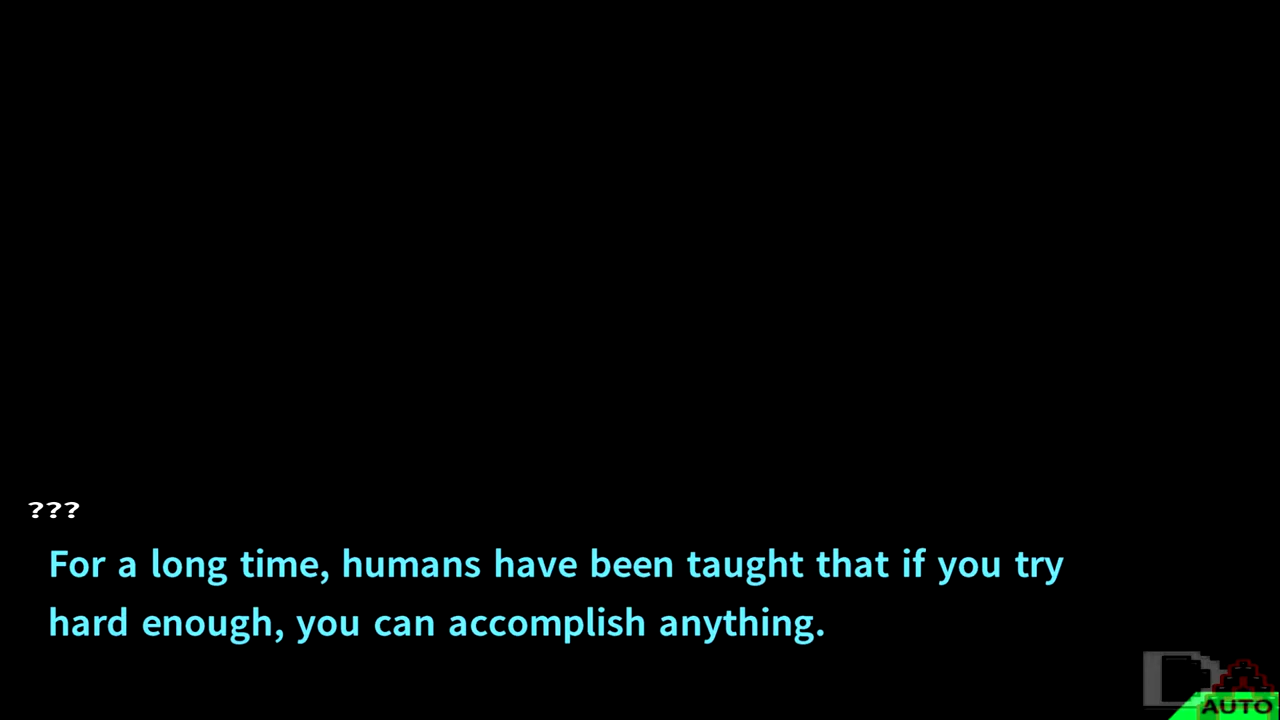 ???
For a long time, humans have been taught that if you try
hard enough, you can accomplish anything.
AUTO